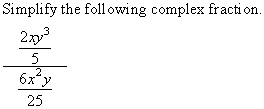 Simplify the following complex fraction.
2xy³
5
6x²y
25